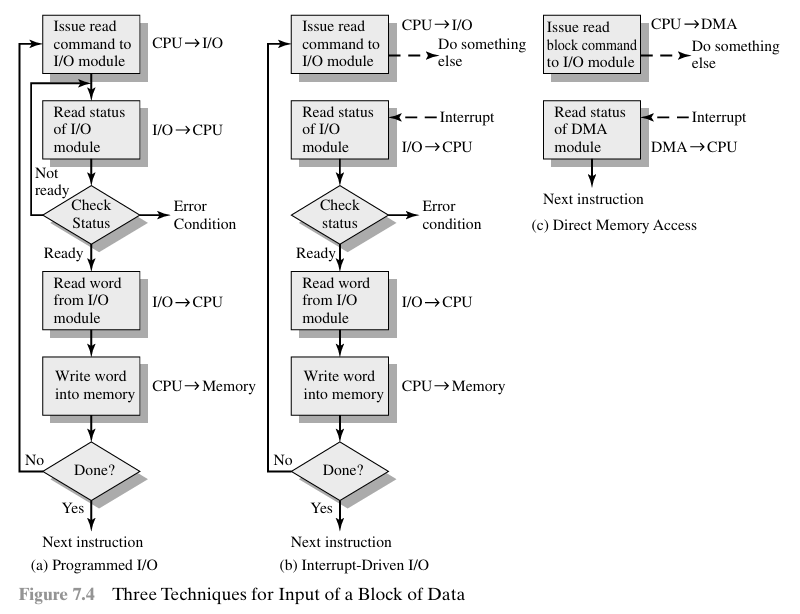 Issue read
command to
I/O module
CPU→I/O
Read status
of I/O
module
I/O→CPU
Not
ready
Check
Status
Error
Condition
Ready
Read word
from I/O
module
I/O→CPU
Write word
into memory
CPU→Memory
No
Done?
Yes
Next instruction
(a) Programmed I/O
Issue read
command to
I/O module
CPU→I/O
Do something
else
Read status
of I/O
module
Interrupt
I/O→CPU
Check
status
Error
condition
Ready
Read word
from I/O
module
I/O→CPU
Write word
into memory
CPU→Memory
No
Done?
Yes
Next instruction
(b) Interrupt-Driven I/O
Issue read
block command
to I/O module
CPU→DMA
Do something
else
Read status
of DMA
module
Interrupt
DMA→CPU
Next instruction
(c) Direct Memory Access
Figure 7.4 Three Techniques for Input of a Block of Data